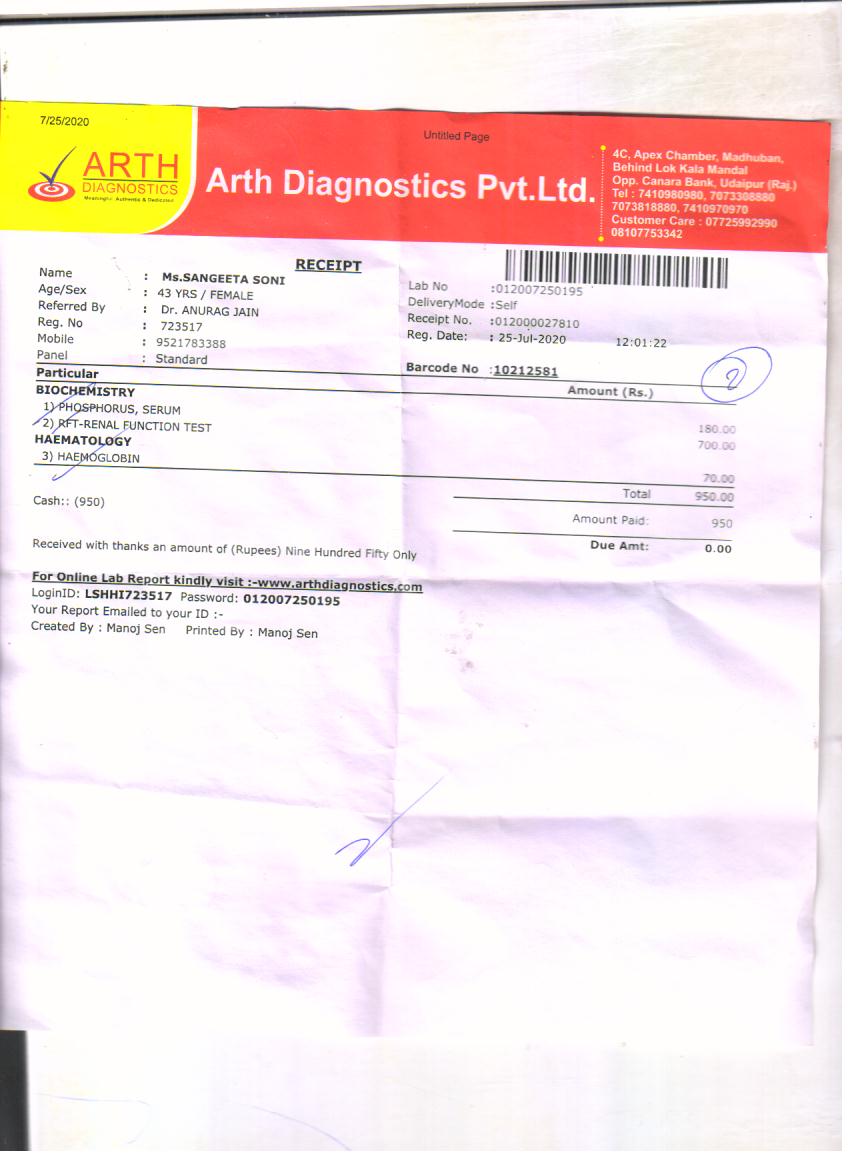 7/25/2020
Untitled Page
ARTH
DIAGNOSTICS
Meaningful Authentic & Dedicated
Arth Diagnostics Pvt.Ltd.
4C, Apex Chamber, Madhuban,
Behind Lok Kala Mandal
Opp. Canara Bank, Udaipur (Raj.)
Tel : 7410980980, 7073308880
7073818880, 7410970970
Customer Care : 07725992990
08107753342
RECEIPT
Name : Ms.SANGEETA SONI
Age/Sex : 43 YRS / FEMALE
Referred By : Dr. ANURAG JAIN
Reg. No : 723517
Mobile : 9521783388
Panel : Standard
Lab No :012007250195
DeliveryMode :Self
Receipt No. :012000027810
Reg. Date: : 25-Jul-2020 12:01:22
Barcode No :10212581
2
Particular Amount (Rs.)
BIOCHEMISTRY
1) PHOSPHORUS, SERUM 180.00
2) RFT-RENAL FUNCTION TEST 700.00
HAEMATOLOGY
3) HAEMOGLOBIN 70.00
Total 950.00
Cash:: (950)
Amount Paid: 950
Due Amt: 0.00
Received with thanks an amount of (Rupees) Nine Hundred Fifty Only
For Online Lab Report kindly visit :-www.arthdiagnostics.com
LoginID: LSHHI723517 Password: 012007250195
Your Report Emailed to your ID :-
Created By : Manoj Sen Printed By : Manoj Sen